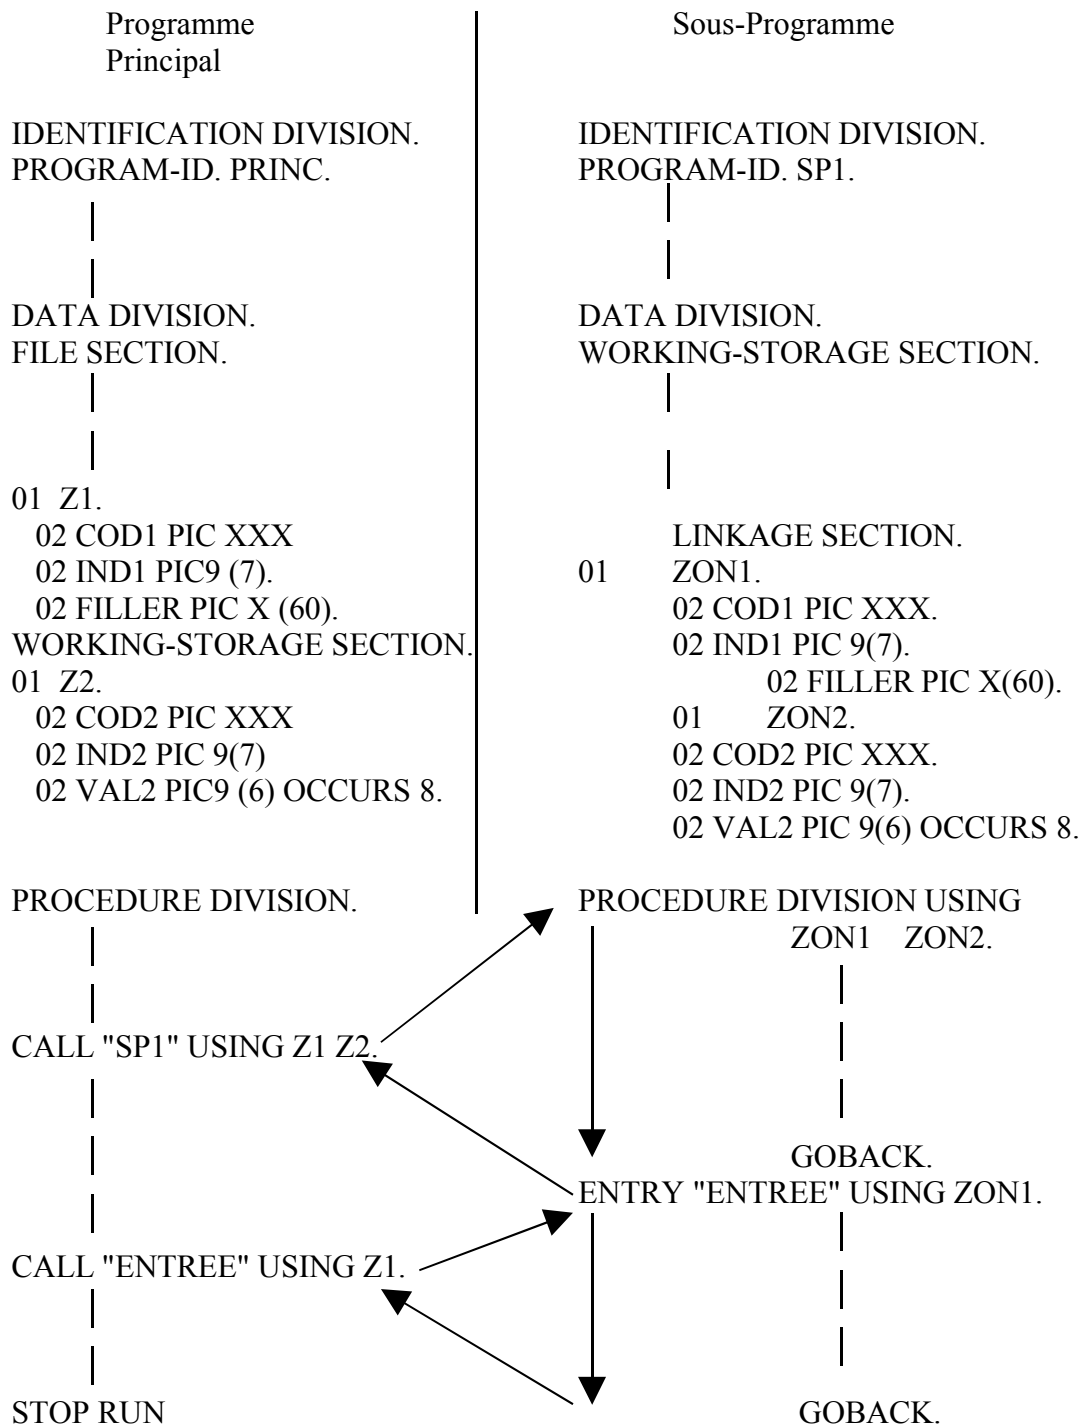 Programme
Principal
IDENTIFICATION DIVISION.
PROGRAM-ID. PRINC.
DATA DIVISION.
FILE SECTION.
01 Z1.
02 COD1 PIC XXX
02 IND1 PIC9 (7).
02 FILLER PIC X (60).
WORKING-STORAGE SECTION.
01 Z2.
02 COD2 PIC XXX
02 IND2 PIC 9(7)
02 VAL2 PIC9 (6) OCCURS 8.
PROCEDURE DIVISION.
CALL "SP1" USING Z1 Z2.
CALL "ENTREE" USING Z1.
STOP RUN
Sous-Programme
IDENTIFICATION DIVISION.
PROGRAM-ID. SP1.
DATA DIVISION.
WORKING-STORAGE SECTION.
LINKAGE SECTION.
01 ZON1.
02 COD1 PIC XXX.
02 IND1 PIC 9(7).
02 FILLER PIC X(60).
01 ZON2.
02 COD2 PIC XXX.
02 IND2 PIC 9(7).
02 VAL2 PIC 9(6) OCCURS 8.
PROCEDURE DIVISION USING
ZON1 ZON2.
GOBACK.
ENTRY "ENTREE" USING ZON1.
GOBACK.